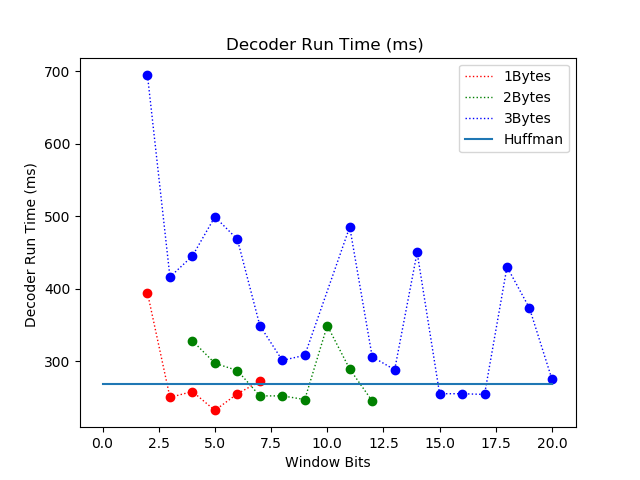 Decoder Run Time (ms)
700
600
500
400
300
Decoder Run Time (ms)
1Bytes
2Bytes
3Bytes
Huffman
0.0 2.5 5.0 7.5 10.0 12.5 15.0 17.5 20.0
Window Bits